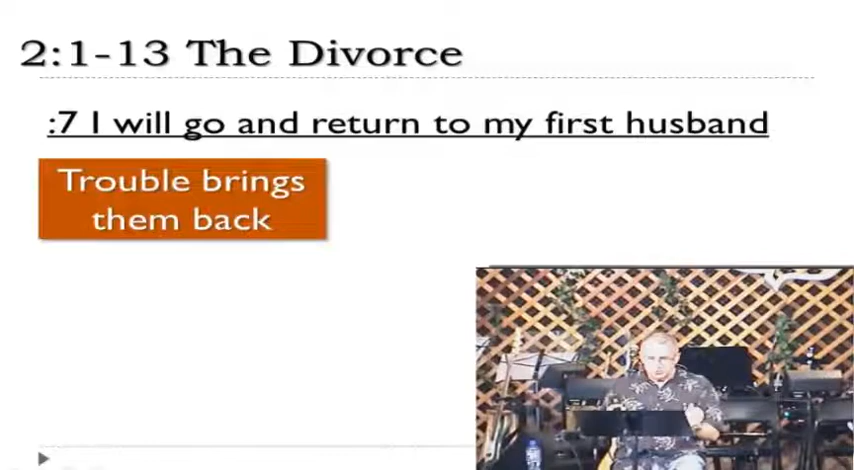 2:1-13 The Divorce
:7 I will go and return to my first husband
Trouble brings
them back